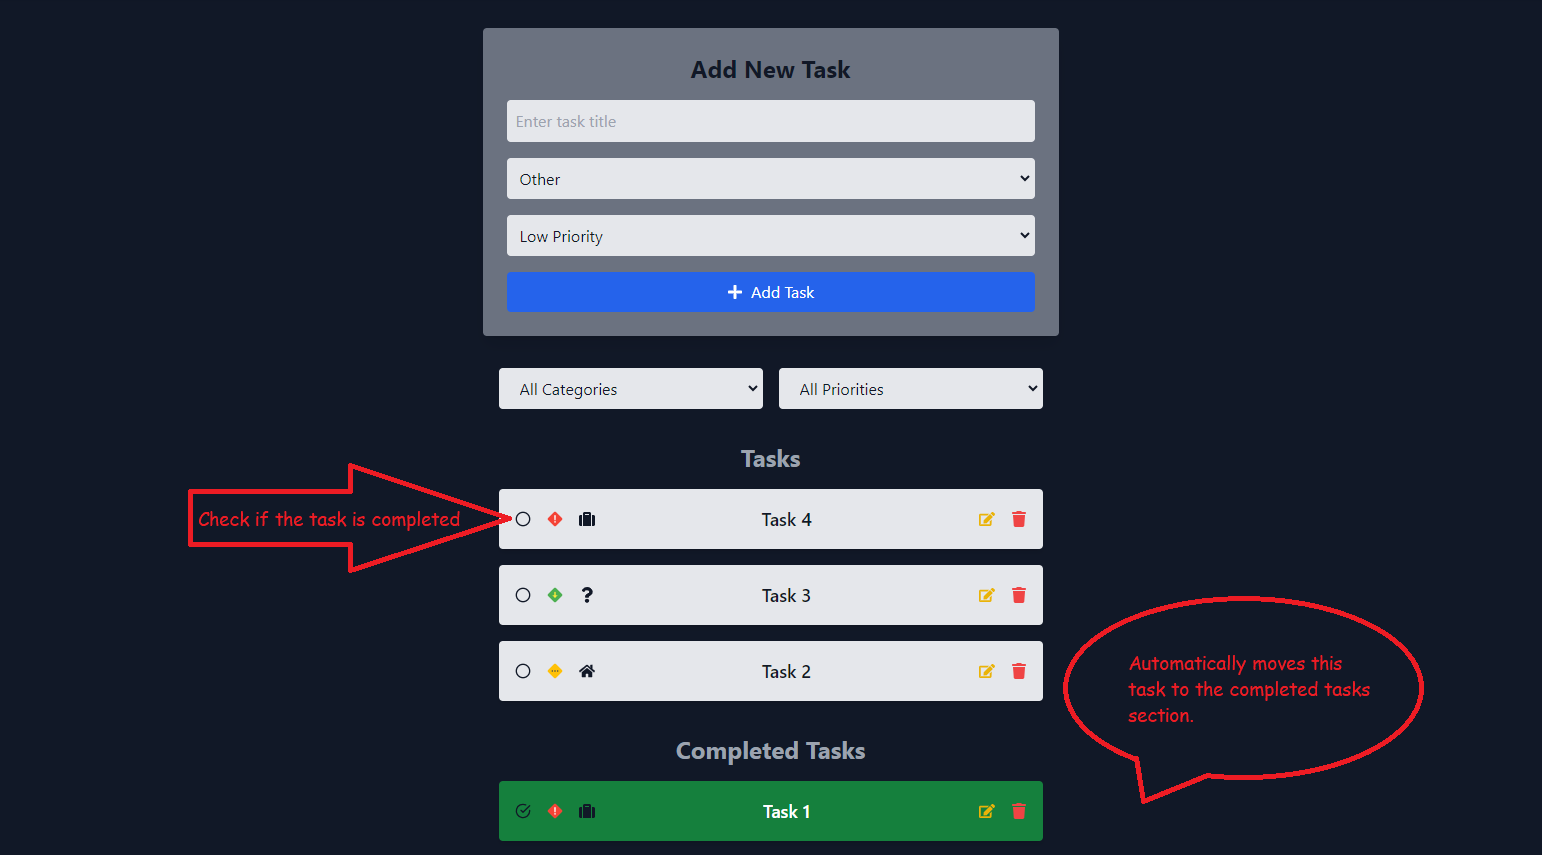 Add New Task
Enter task title
Other
Low Priority
Add Task
All Categories
All Priorities
Tasks
Check if the task is completed
Task 4
Task 3
Task 2
Automatically moves this
task to the completed tasks
section.
Completed Tasks
Task 1